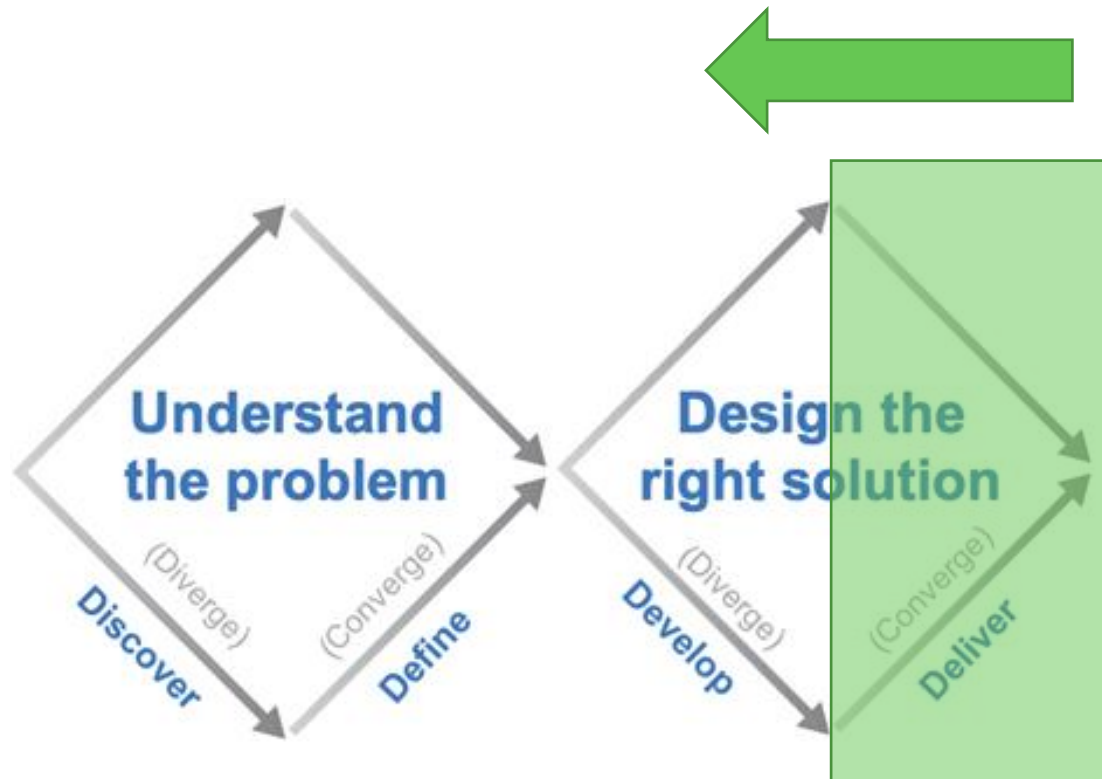 Understand
the problem
(Diverge)
Discover
(Converge)
Define
Design the
right solution
(Diverge)
Develop
(Converge)
Deliver